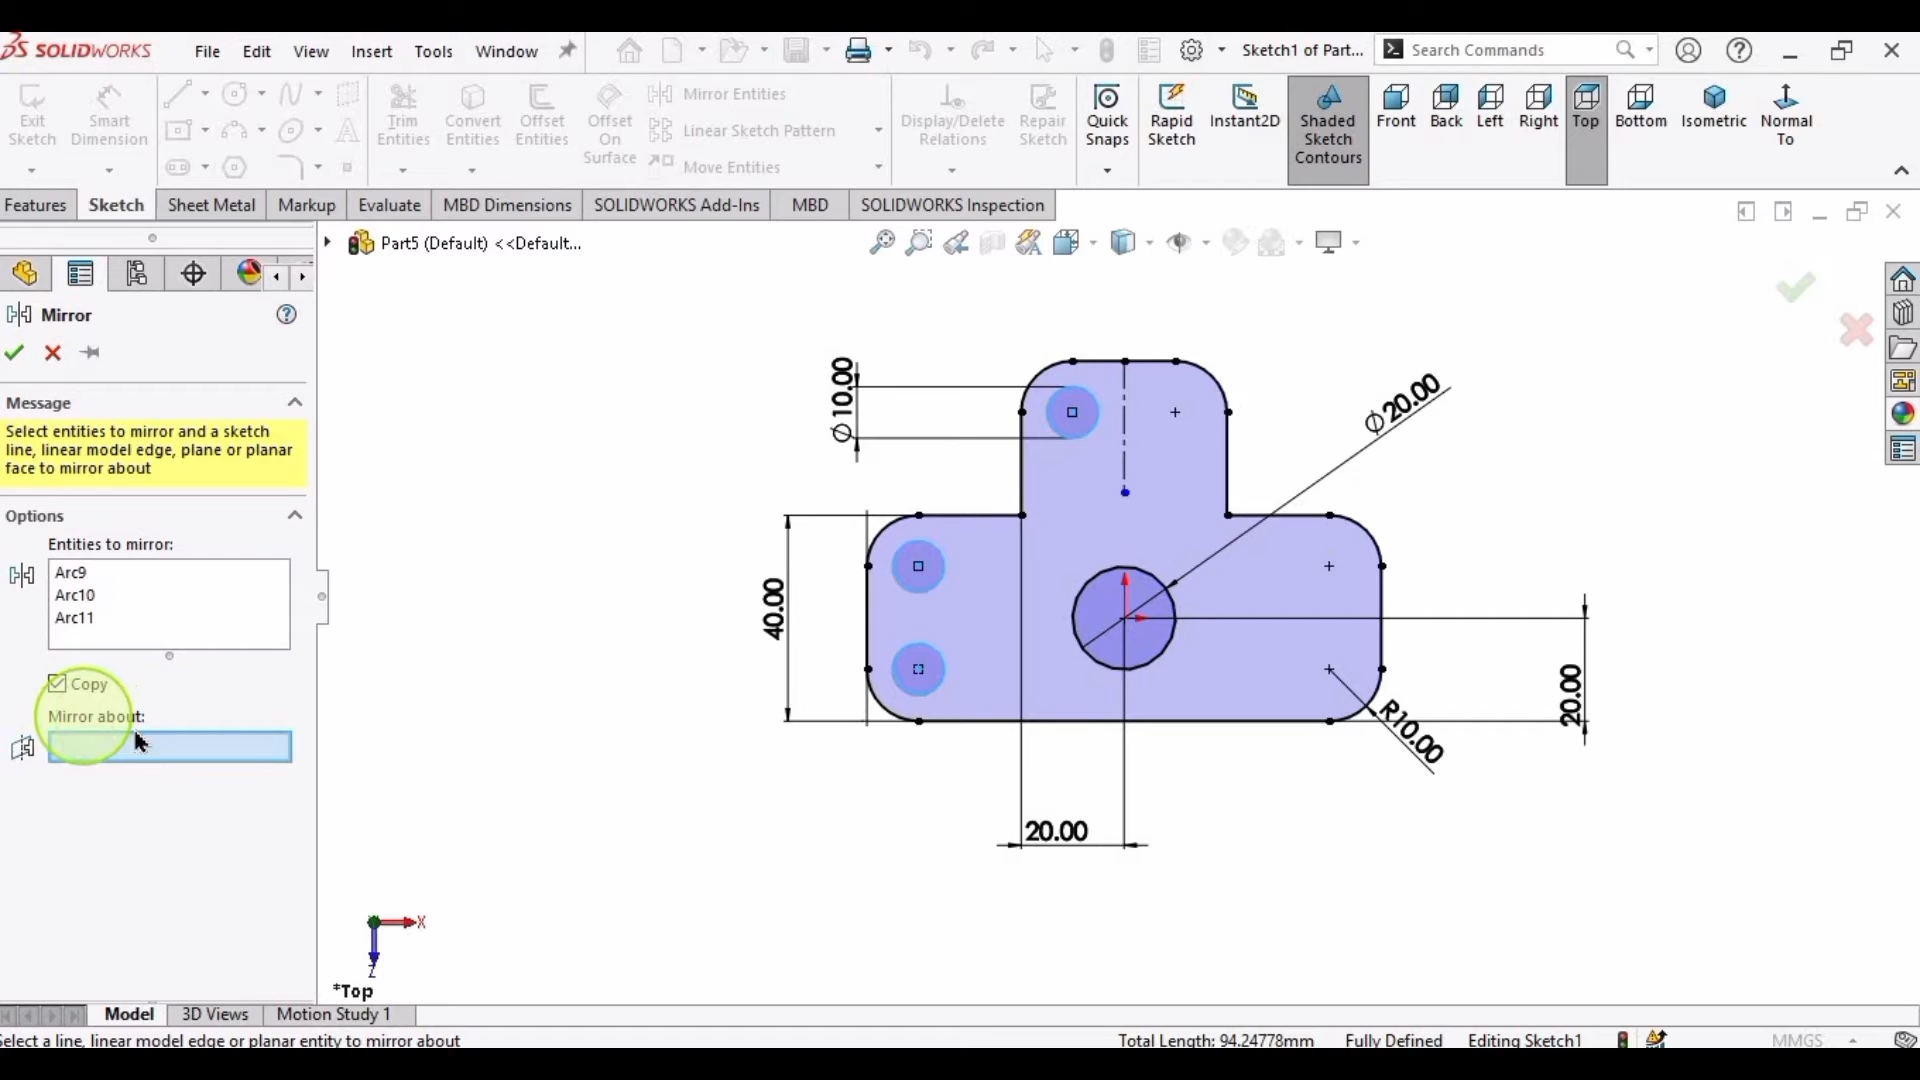 SOLIDWORKS
File Edit View Insert Tools Window
Sketch1 of Part...
Search Commands
Exit Sketch
Smart Dimension
Trim Entities
Convert Entities
Offset Entities
Offset On Surface
Mirror Entities
Linear Sketch Pattern
Move Entities
Display/Delete Relations
Repair Sketch
Quick Snaps
Rapid Sketch
Instant2D
Shaded Sketch Contours
Front
Back
Left
Right
Top
Bottom
Isometric
Normal To
Features Sketch Sheet Metal Markup Evaluate MBD Dimensions SOLIDWORKS Add-Ins MBD SOLIDWORKS Inspection
Part5 (Default) <<Default...
Mirror
Message
Select entities to mirror and a sketch
line, linear model edge, plane or planar
face to mirror about
Options
Entities to mirror:
Arc9
Arc10
Arc11
Copy
Mirror about:
∅10.00
∅20.00
40.00
20.00
R10.00
20.00
X
Z
*Top
Model 3D Views Motion Study 1
Select a line, linear model edge or planar entity to mirror about
Total Length: 94.24778mm
Fully Defined
Editing Sketch1
MMGS